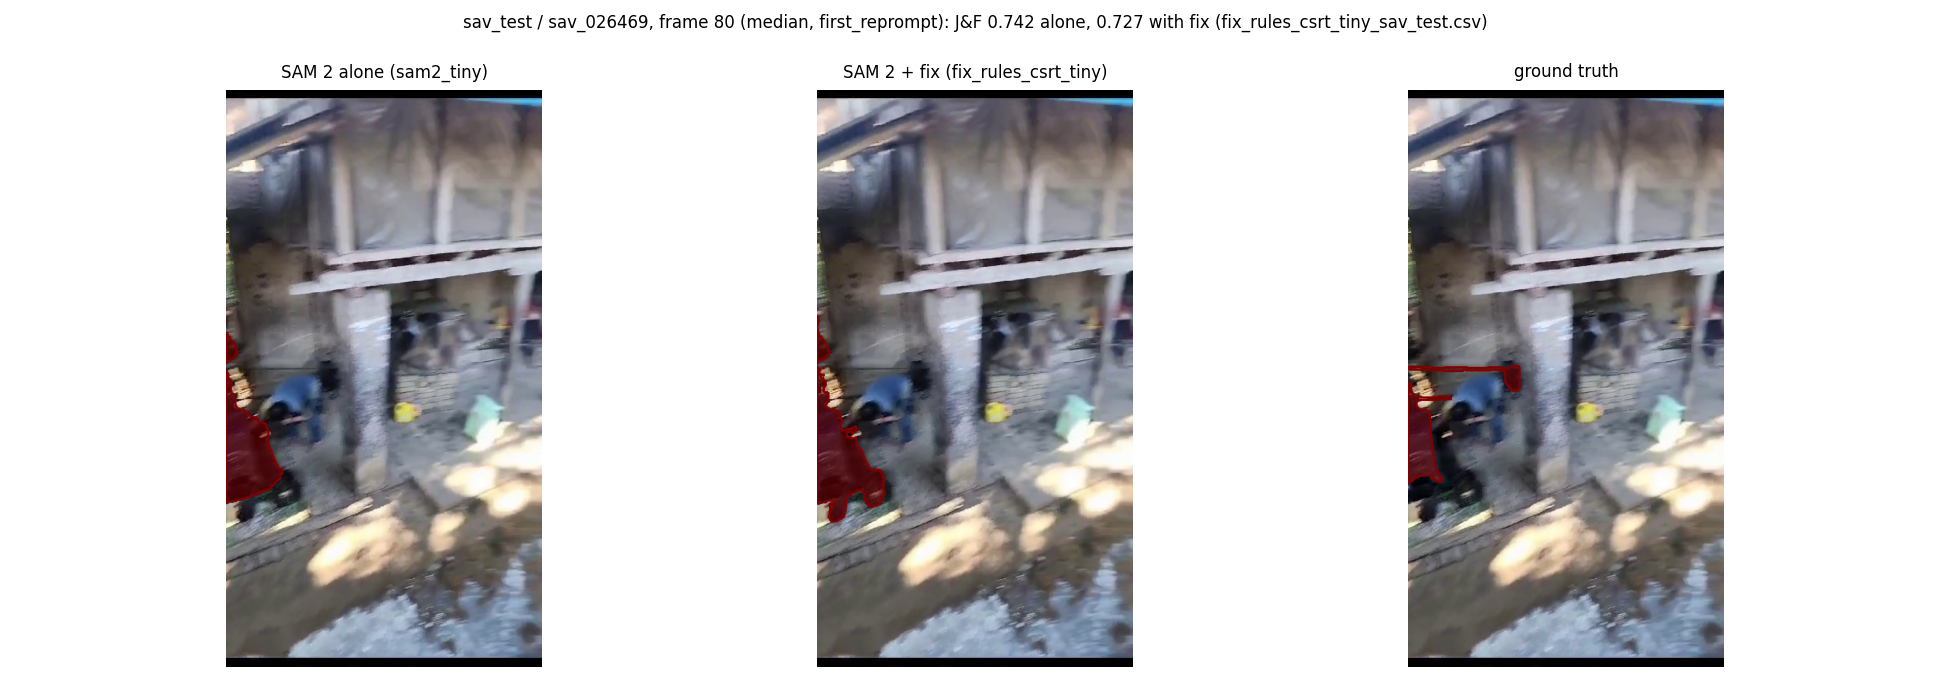 sav_test / sav_026469, frame 80 (median, first_reprompt): J&F 0.742 alone, 0.727 with fix (fix_rules_csrt_tiny_sav_test.csv)
SAM 2 alone (sam2_tiny)
SAM 2 + fix (fix_rules_csrt_tiny)
ground truth